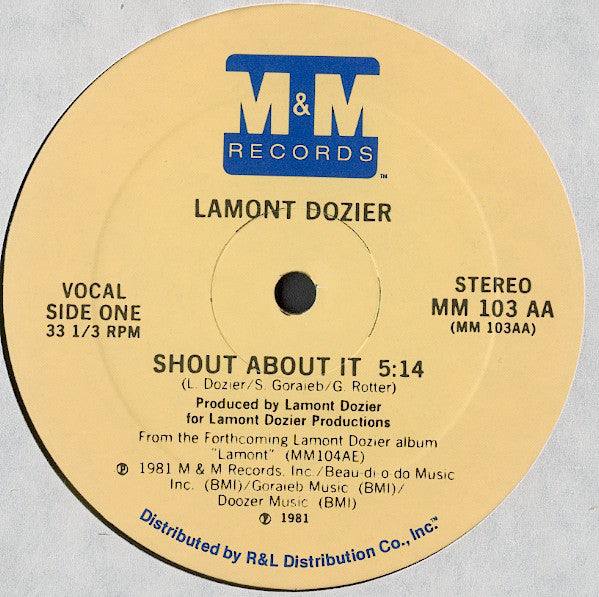 M&M
RECORDS™
LAMONT DOZIER
VOCAL
SIDE ONE
33 1/3 RPM
STEREO
MM 103 AA
(MM 103AA)
SHOUT ABOUT IT 5:14
(L. Dozier/S. Goraieb/G. Rotter)
Produced by Lamont Dozier
for Lamont Dozier Productions
From the Forthcoming Lamont Dozier album
"Lamont" (MM104AE)
℗ 1981 M & M Records, Inc./Beau-di-o-do Music
Inc. (BMI)/Goraieb Music (BMI)/
Doozer Music (BMI)
℗ 1981
Distributed by R&L Distribution Co., Inc.™